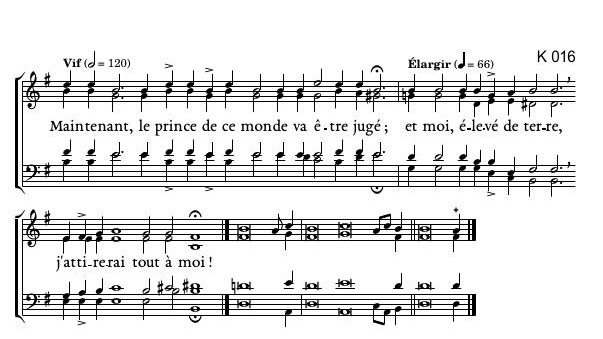 Vif (𝅗𝅥 = 120) Élargir (♩ = 66) K 016
Maintenant, le prince de ce monde va ê-tre jugé ; et moi, é-le-vé de ter-re,
j'atti-re-rai tout à moi !